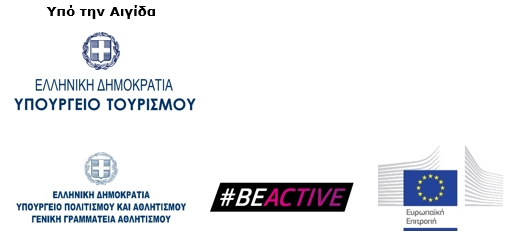 Υπό την Αιγίδα
ΕΛΛΗΝΙΚΗ ΔΗΜΟΚΡΑΤΙΑ
ΥΠΟΥΡΓΕΙΟ ΤΟΥΡΙΣΜΟΥ
ΕΛΛΗΝΙΚΗ ΔΗΜΟΚΡΑΤΙΑ
ΥΠΟΥΡΓΕΙΟ ΠΟΛΙΤΙΣΜΟΥ ΚΑΙ ΑΘΛΗΤΙΣΜΟΥ
ΓΕΝΙΚΗ ΓΡΑΜΜΑΤΕΙΑ ΑΘΛΗΤΙΣΜΟΥ
#BEACTIVE
Ευρωπαϊκή
Επιτροπή